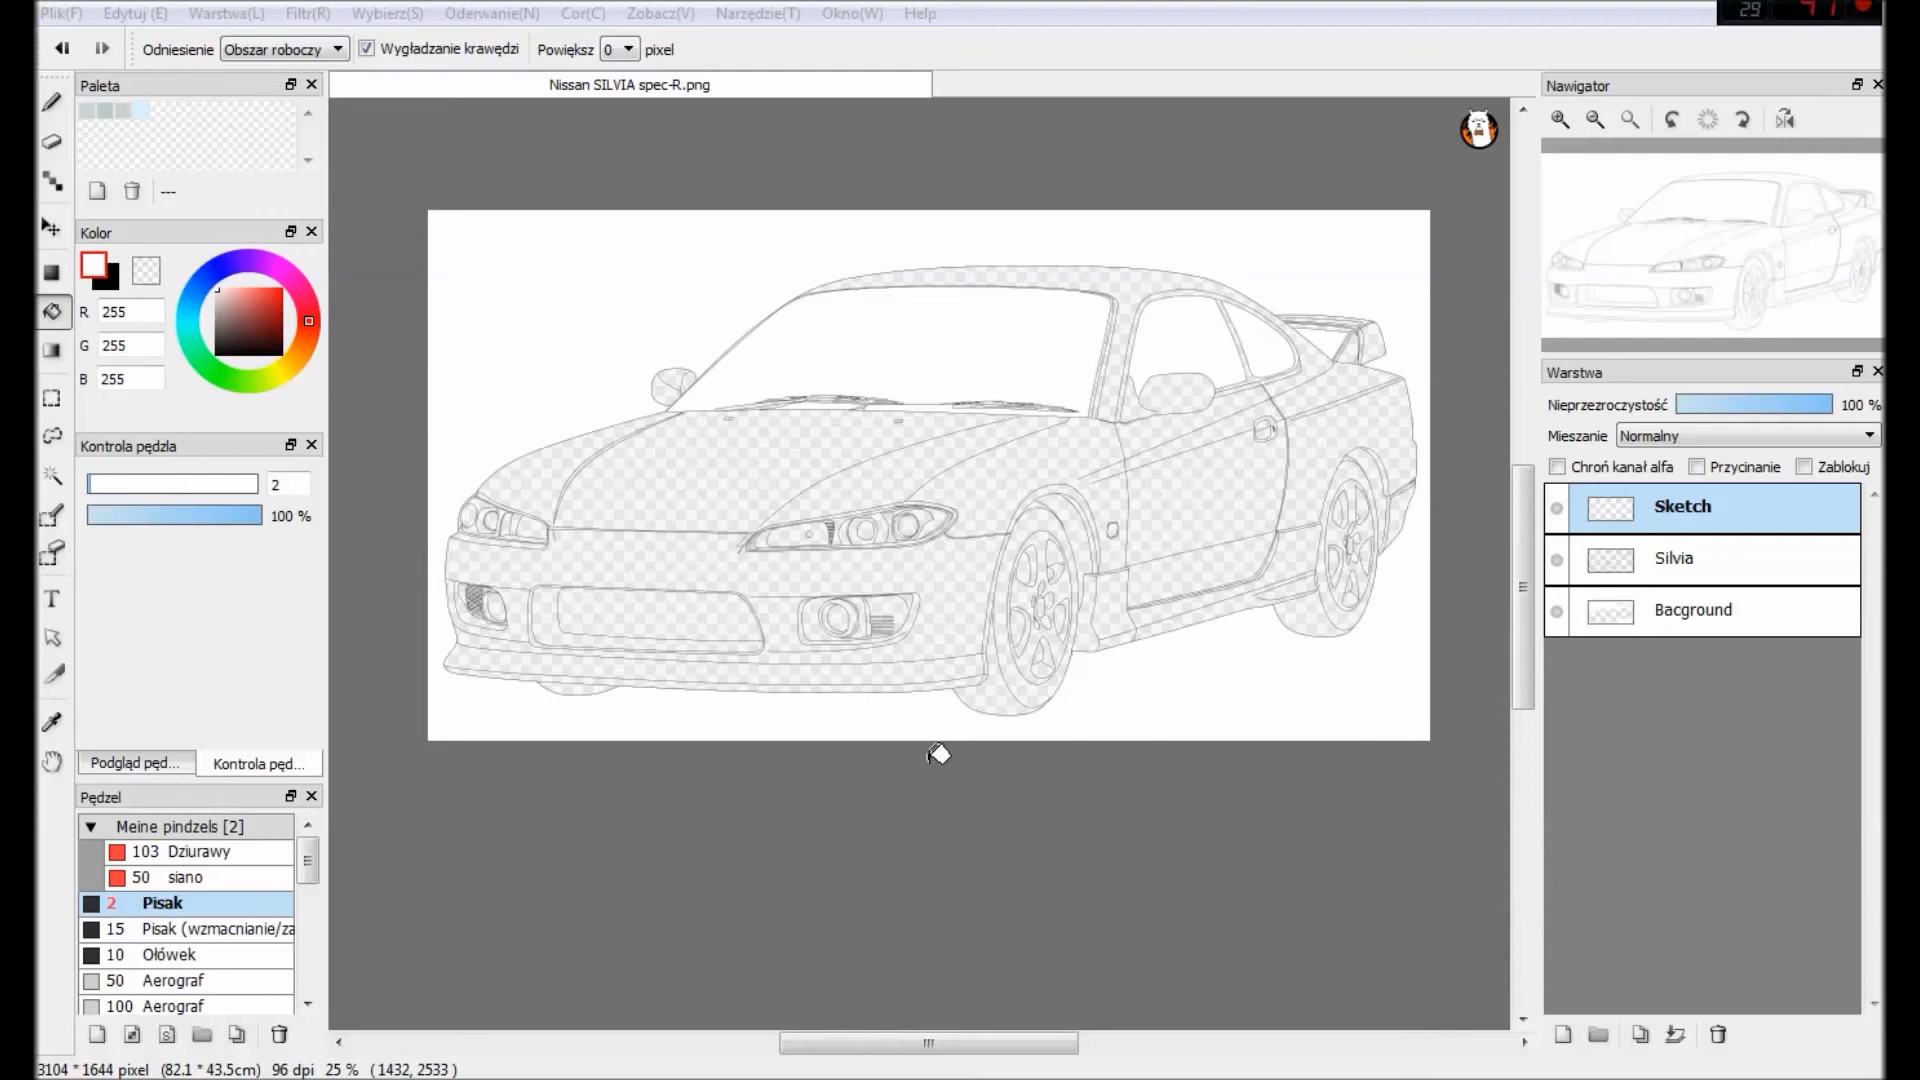 Plik(F) Edytuj (E) Warstwa(L) Filtr(R) Wybierz(S) Oderwanie(N) Cor(C) Zobacz(V) Narzędzie(T) Okno(W) Help
29
Odniesienie Obszar roboczy Wygładzanie krawędzi Powiększ 0 pixel
Paleta
Nissan SILVIA spec-R.png
Nawigator
---
Kolor
R 255
G 255
B 255
Warstwa
Nieprzezroczystość 100 %
Mieszanie Normalny
Chroń kanał alfa Przycinanie Zablokuj
Kontrola pędzla
2
100 %
Sketch
Silvia
Bacground
T
Podgląd pęd... Kontrola pęd...
Pędzel
Meine pindzels [2]
103 Dziurawy
50 siano
2 Pisak
15 Pisak (wzmacnianie/za
10 Ołówek
50 Aerograf
100 Aerograf
S
3104 * 1644 pixel (82.1 * 43.5cm) 96 dpi 25 % (1432, 2533 )